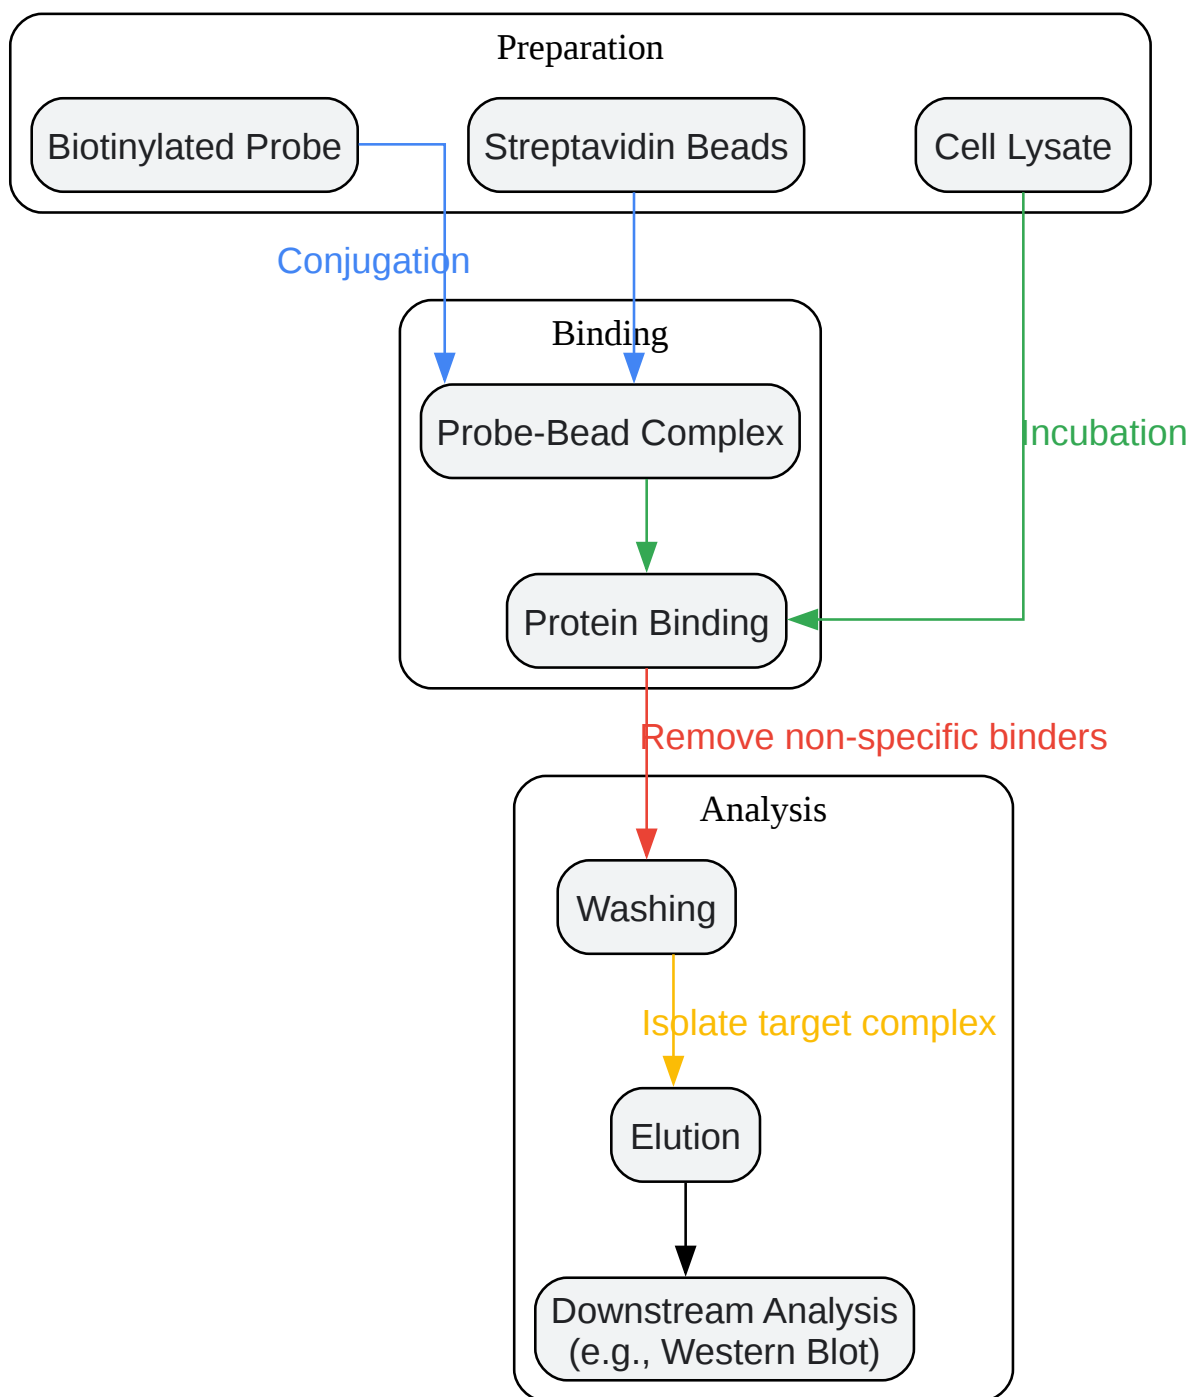 Preparation
Biotinylated Probe
Streptavidin Beads
Cell Lysate
Conjugation
Binding
Probe-Bead Complex
Incubation
Protein Binding
Remove non-specific binders
Analysis
Washing
Isolate target complex
Elution
Downstream Analysis
(e.g., Western Blot)